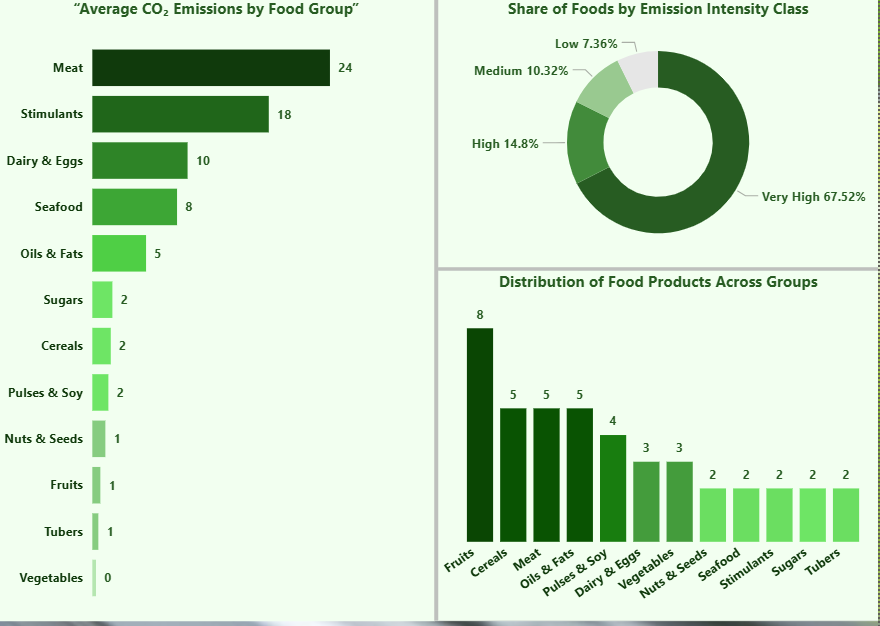 “Average CO₂ Emissions by Food Group”
Meat 24
Stimulants 18
Dairy & Eggs 10
Seafood 8
Oils & Fats 5
Sugars 2
Cereals 2
Pulses & Soy 2
Nuts & Seeds 1
Fruits 1
Tubers 1
Vegetables 0
Share of Foods by Emission Intensity Class
Low 7.36%
Medium 10.32%
High 14.8%
Very High 67.52%
Distribution of Food Products Across Groups
8 5 5 5 4 3 3 2 2 2 2 2
Fruits Cereals Meat Oils & Fats Pulses & Soy Dairy & Eggs Vegetables Nuts & Seeds Seafood Stimulants Sugars Tubers